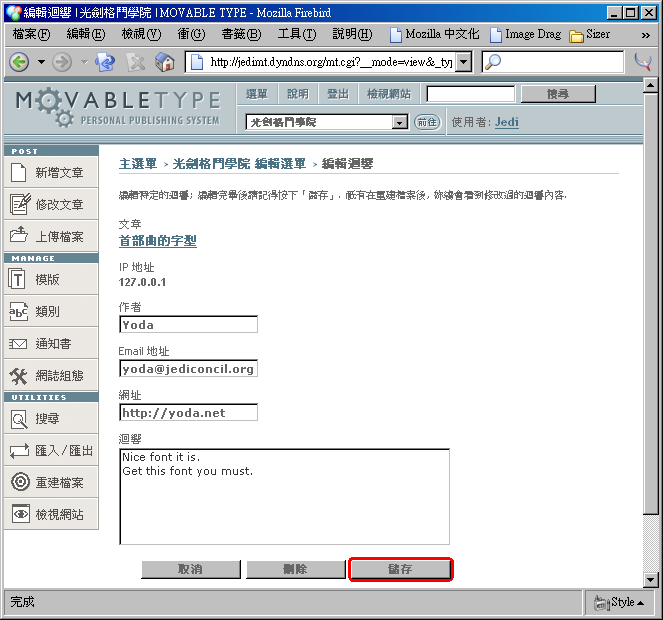 編輯迴響 | 光劍格鬥學院 | MOVABLE TYPE - Mozilla Firebird
檔案(F) 編輯(E) 檢視(V) 衝(G) 書籤(B) 工具(T) 說明(H) Mozilla 中文化 Image Drag Sizer »
http://jedimt.dyndns.org/mt.cgi?__mode=view&_ty
MOVABLETYPE
PERSONAL PUBLISHING SYSTEM
選單 說明 登出 檢視網站 搜尋
光劍格鬥學院 前往 使用者: Jedi
POST
新增文章
修改文章
上傳檔案
MANAGE
模版
類別
通知書
網誌組態
UTILITIES
搜尋
匯入/匯出
重建檔案
檢視網站
主選單 > 光劍格鬥學院 編輯選單 > 編輯迴響
編輯特定的迴響; 編輯完畢後請記得按下「儲存」. 祇有在重建檔案後, 妳纔會看到修改過的迴響內容.
文章
首部曲的字型
IP 地址
127.0.0.1
作者
Yoda
Email 地址
yoda@jediconcil.org
網址
http://yoda.net
迴響
Nice font it is.
Get this font you must.
取消 刪除 儲存
完成 Style